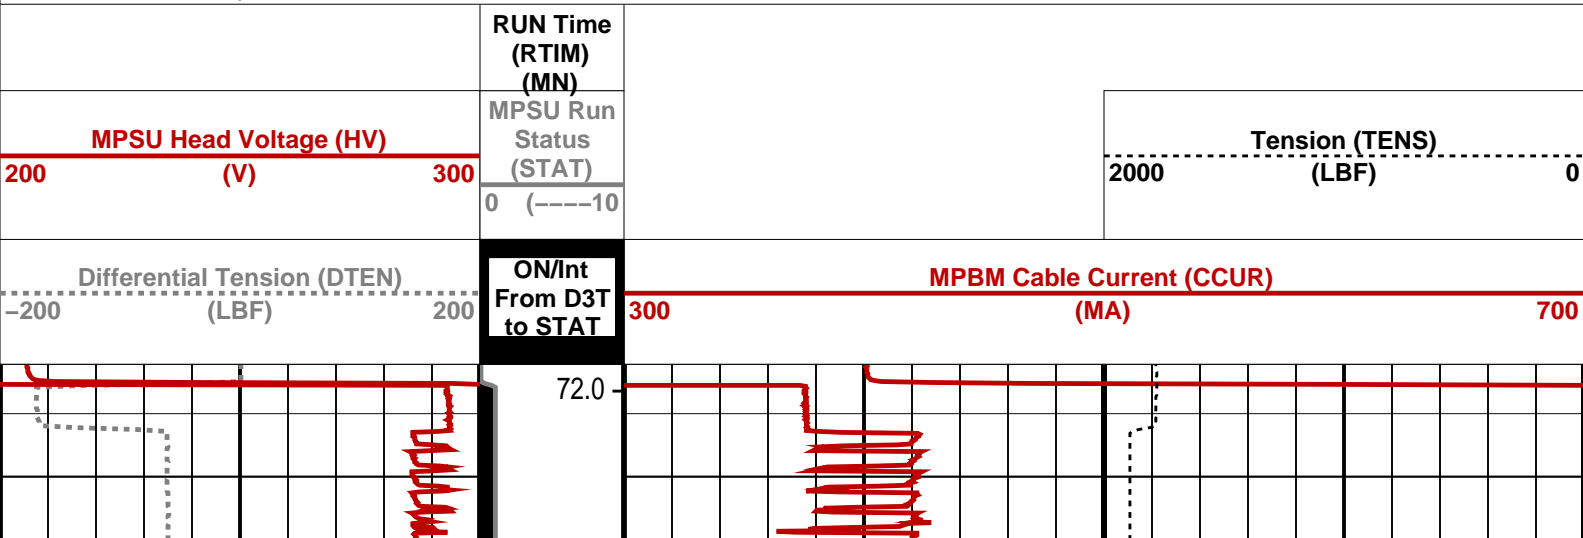 RUN Time
(RTIM)
(MN)
MPSU Head Voltage (HV)
200 (V) 300
MPSU Run
Status
(STAT)
0 (----10
Tension (TENS)
2000 (LBF) 0
Differential Tension (DTEN)
-200 (LBF) 200
ON/Int
From D3T
to STAT
MPBM Cable Current (CCUR)
300 (MA) 700
72.0